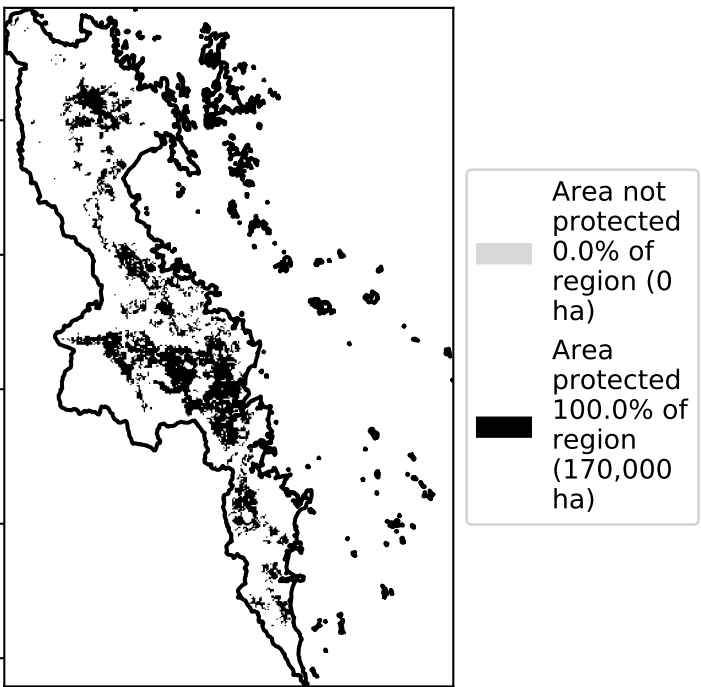 Area not
protected
0.0% of
region (0
ha)
Area
protected
100.0% of
region
(170,000
ha)